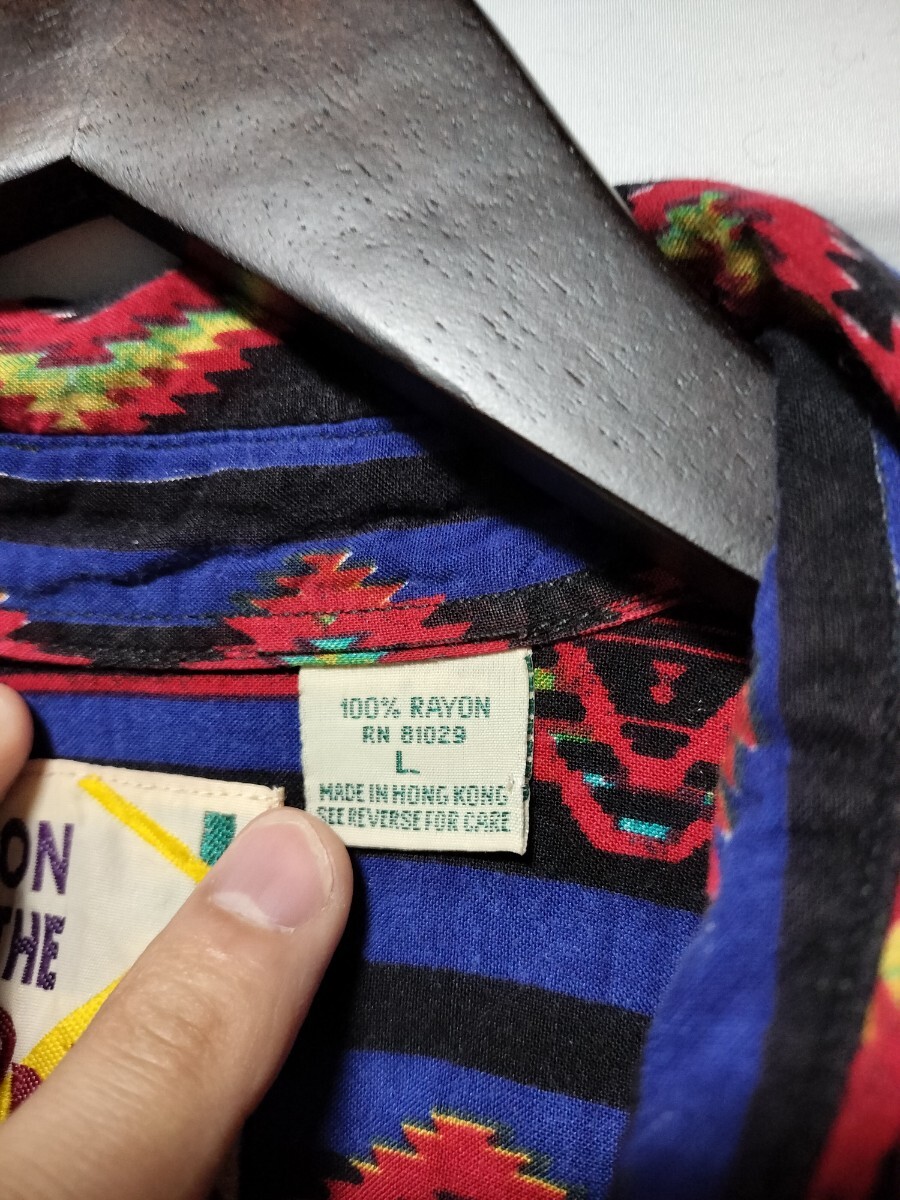 100% RAYON
RN 81029
L
MADE IN HONG KONG
SEE REVERSE FOR CARE
ON
THE